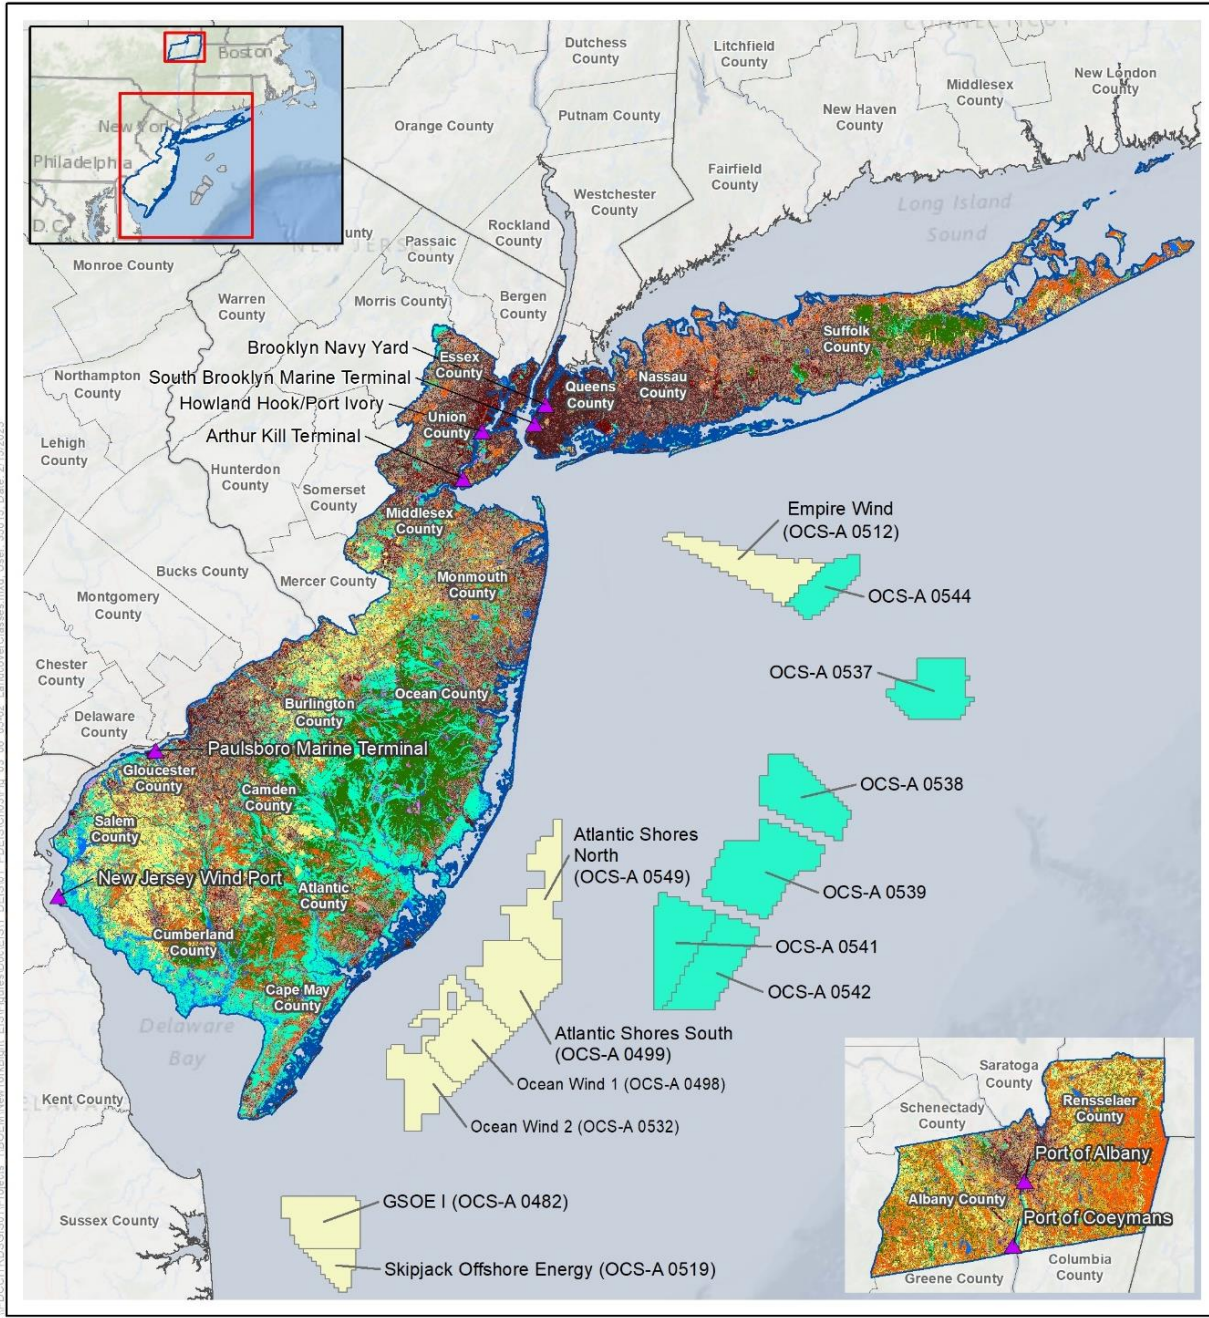 Boston
New York
Philadelphia
D.C.
CONNECTICUT
Dutchess
County
Litchfield
County
Middlesex
County
New London
County
Orange County
Putnam County
New Haven
County
Fairfield
County
Westchester
County
Rockland
County
Long Island
Sound
NEW JERSEY
unty
Passaic
County
Monroe County
Warren
County
Morris County
Bergen
County
Brooklyn Navy Yard
South Brooklyn Marine Terminal
Howland Hook/Port Ivory
Arthur Kill Terminal
Essex
County
Union
County
Queens
County
Nassau
County
Suffolk
County
Northampton
County
Lehigh
County
Hunterdon
County
Somerset
County
Middlesex
County
Bucks County
Mercer County
Monmouth
County
Montgomery
County
Chester
County
Delaware
County
Ocean County
Burlington
County
Paulsboro Marine Terminal
Gloucester
County
Camden
County
Salem
County
New Jersey Wind Port
Atlantic
County
Cumberland
County
Cape May
County
Delaware
Bay
Kent County
Sussex County
Empire Wind
(OCS-A 0512)
OCS-A 0544
OCS-A 0537
OCS-A 0538
OCS-A 0539
OCS-A 0541
OCS-A 0542
Atlantic Shores
North
(OCS-A 0549)
Atlantic Shores South
(OCS-A 0499)
Ocean Wind 1 (OCS-A 0498)
Ocean Wind 2 (OCS-A 0532)
GSOE I (OCS-A 0482)
Skipjack Offshore Energy (OCS-A 0519)
Saratoga
County
Schenectady
County
Rensselaer
County
Port of Albany
Albany County
Port of Coeymans
Greene County
Columbia
County